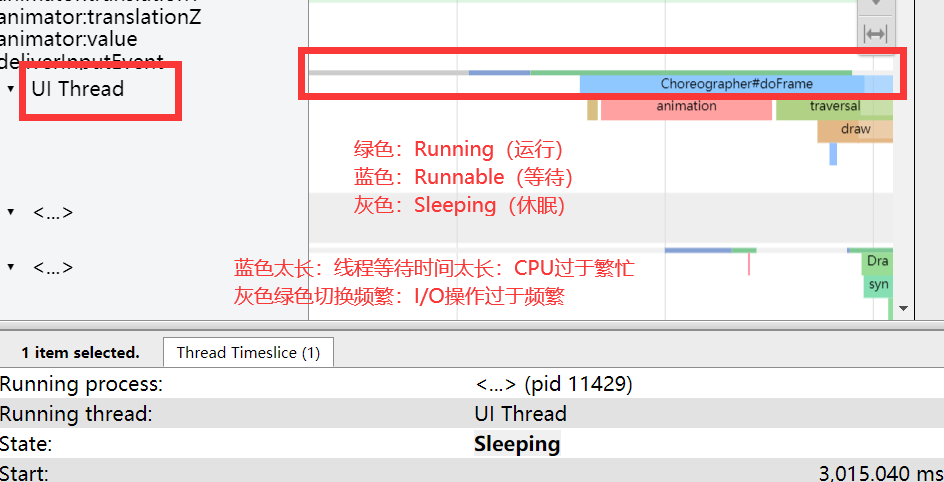 animator:translationZ
animator:value
deliverInputEvent
▼ UI Thread
Choreographer#doFrame
animation
traversal
draw
绿色：Running（运行）
蓝色：Runnable（等待）
灰色：Sleeping（休眠）
▼ <...>
▼ <...>
蓝色太长：线程等待时间太长：CPU过于繁忙
灰色绿色切换频繁：I/O操作过于频繁
Dra
syn
1 item selected.
Thread Timeslice (1)
Running process: <...> (pid 11429)
Running thread: UI Thread
State: Sleeping
Start: 3,015.040 ms